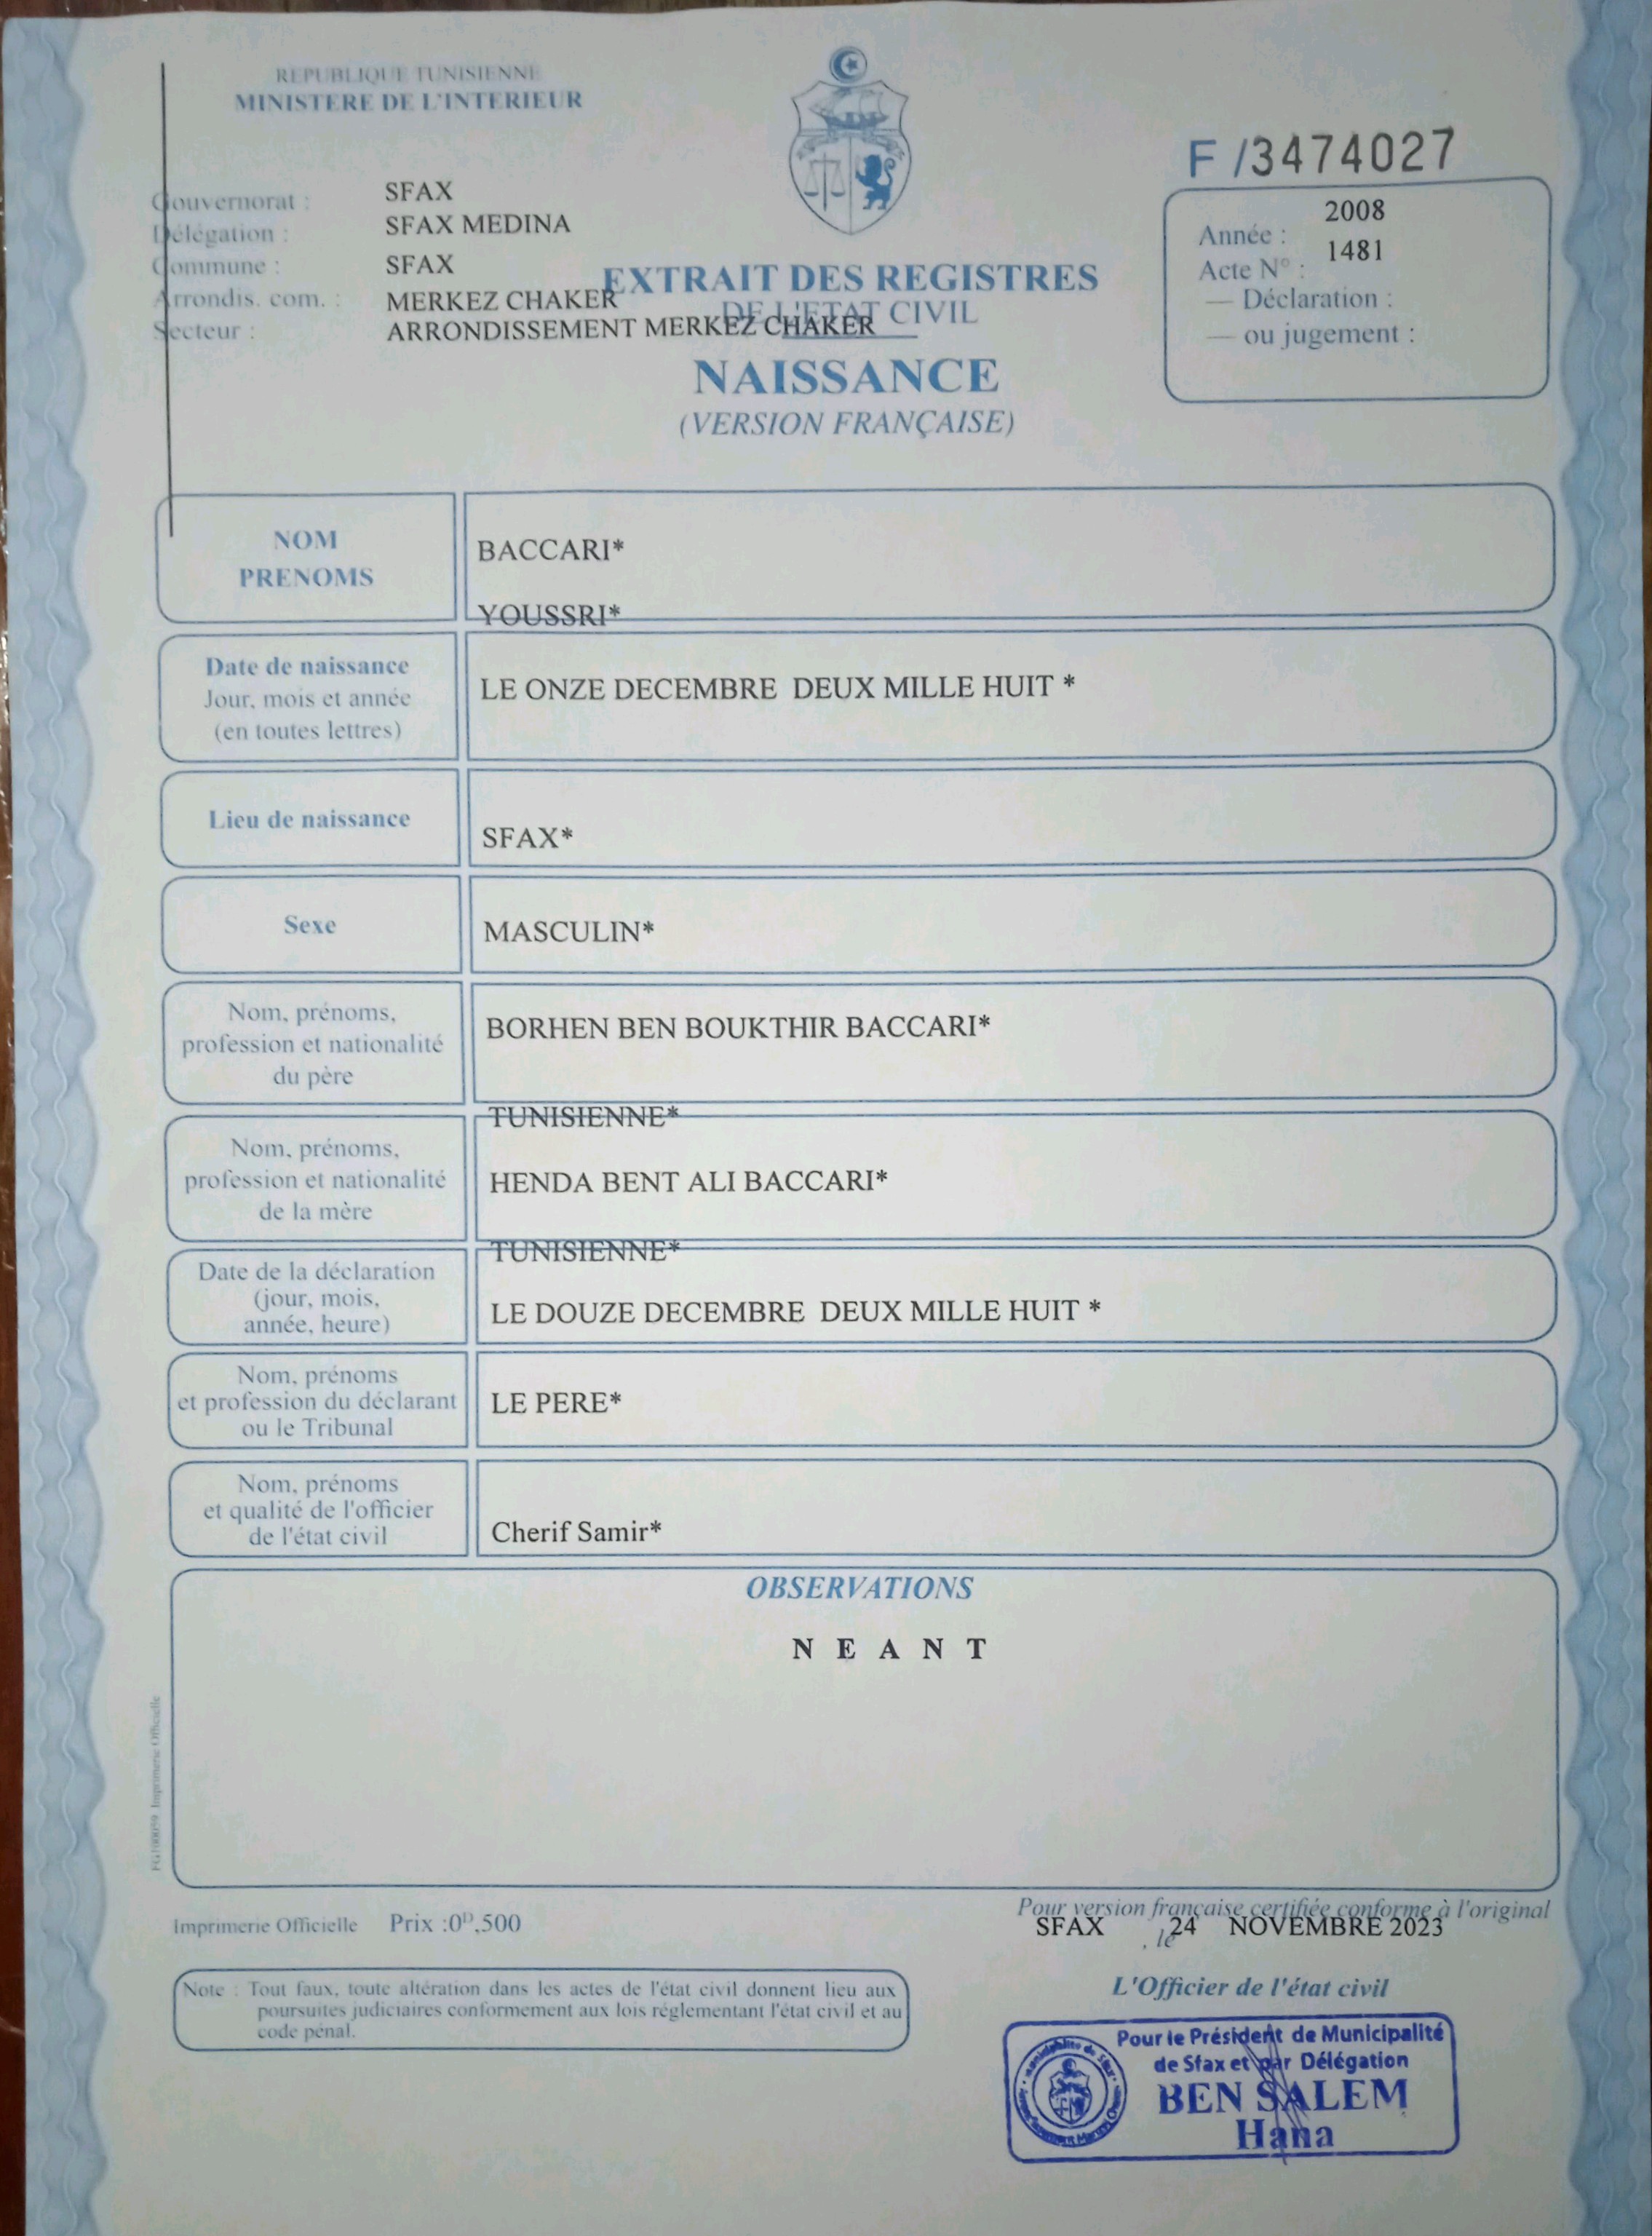 REPUBLIQUE TUNISIENNE
MINISTERE DE L'INTERIEUR
F /3474027
Gouvernorat : SFAX
Délégation : SFAX MEDINA
Commune : SFAX
Arrondis. com. : MERKEZ CHAKER
Secteur : ARRONDISSEMENT MERKEZ CHAKER
EXTRAIT DES REGISTRES
DE L'ETAT CIVIL
NAISSANCE
(VERSION FRANÇAISE)
Année : 2008
Acte N° : 1481
— Déclaration :
— ou jugement :
NOM
PRENOMS
BACCARI*
YOUSSRI*
Date de naissance
Jour, mois et année
(en toutes lettres)
LE ONZE DECEMBRE DEUX MILLE HUIT *
Lieu de naissance
SFAX*
Sexe
MASCULIN*
Nom, prénoms,
profession et nationalité
du père
BORHEN BEN BOUKTHIR BACCARI*
TUNISIENNE*
Nom, prénoms,
profession et nationalité
de la mère
HENDA BENT ALI BACCARI*
TUNISIENNE*
Date de la déclaration
(jour, mois,
année, heure)
LE DOUZE DECEMBRE DEUX MILLE HUIT *
Nom, prénoms
et profession du déclarant
ou le Tribunal
LE PERE*
Nom, prénoms
et qualité de l'officier
de l'état civil
Cherif Samir*
OBSERVATIONS
N E A N T
Imprimerie Officielle
Imprimerie Officielle Prix :0ᴰ,500
Pour version française certifiée conforme à l'original
SFAX , le 24 NOVEMBRE 2023
Note : Tout faux, toute altération dans les actes de l'état civil donnent lieu aux
poursuites judiciaires conformement aux lois réglementant l'état civil et au
code pénal.
L'Officier de l'état civil
Pour le Président de Municipalité
de Sfax et par Délégation
BEN SALEM
Hana